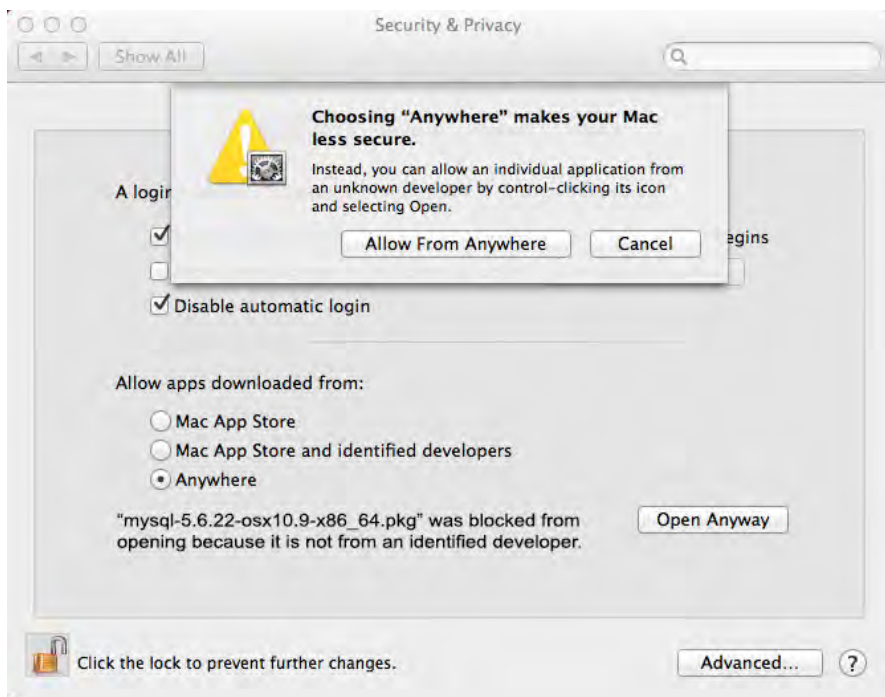 Security & Privacy
Show All
Choosing “Anywhere” makes your Mac
less secure.
Instead, you can allow an individual application from
an unknown developer by control-clicking its icon
and selecting Open.
A login
Allow From Anywhere
Cancel
egins
Disable automatic login
Allow apps downloaded from:
Mac App Store
Mac App Store and identified developers
Anywhere
“mysql-5.6.22-osx10.9-x86_64.pkg” was blocked from
opening because it is not from an identified developer.
Open Anyway
Click the lock to prevent further changes.
Advanced...
?